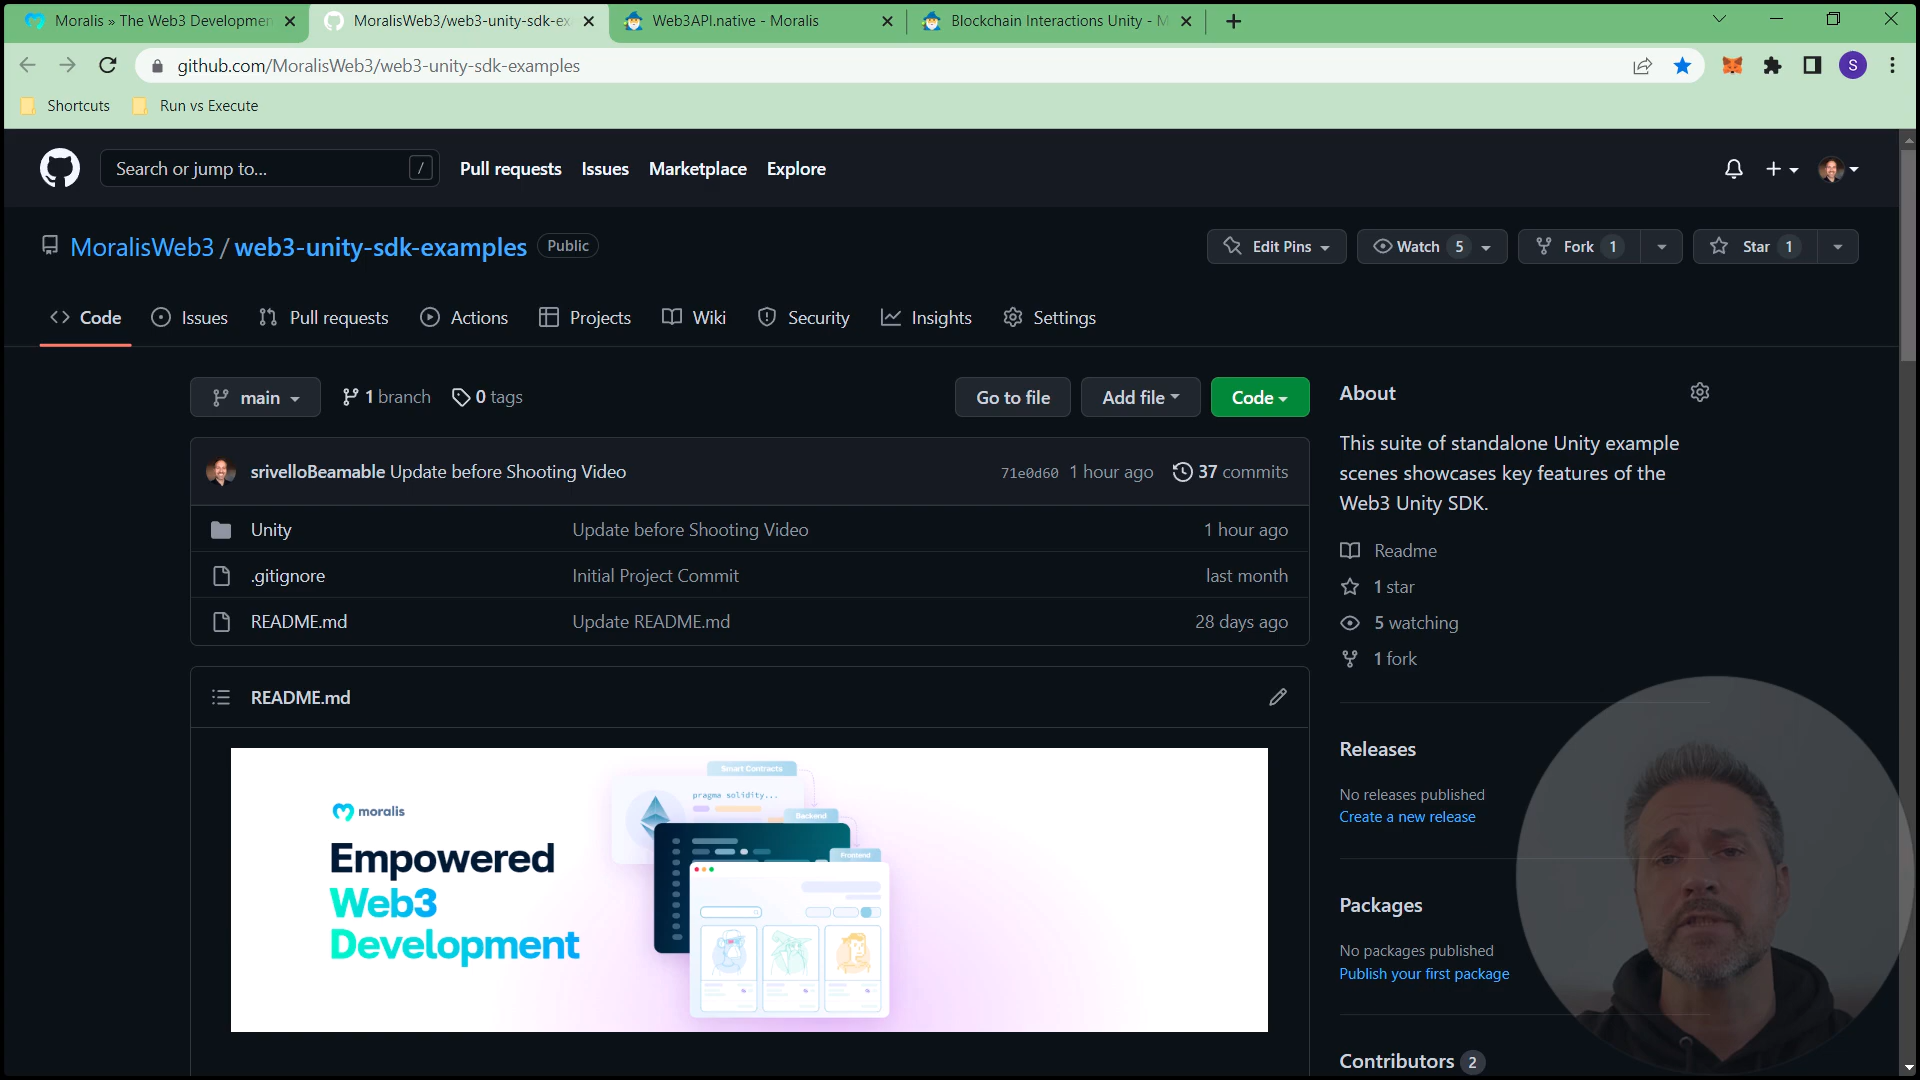 Moralis » The Web3 Developmen
MoralisWeb3/web3-unity-sdk-ex
Web3API.native - Moralis
Blockchain Interactions Unity - M
github.com/MoralisWeb3/web3-unity-sdk-examples
S
Shortcuts
Run vs Execute
Search or jump to...
/
Pull requests
Issues
Marketplace
Explore
MoralisWeb3 / web3-unity-sdk-examples
Public
Edit Pins
Watch 5
Fork 1
Star 1
Code
Issues
Pull requests
Actions
Projects
Wiki
Security
Insights
Settings
main
1 branch
0 tags
Go to file
Add file
Code
srivelloBeamable Update before Shooting Video
71e0d60 1 hour ago
37 commits
Unity
Update before Shooting Video
1 hour ago
.gitignore
Initial Project Commit
last month
README.md
Update README.md
28 days ago
README.md
moralis
Empowered
Web3
Development
Smart Contracts
pragma solidity...
Backend
Frontend
About
This suite of standalone Unity example
scenes showcases key features of the
Web3 Unity SDK.
Readme
1 star
5 watching
1 fork
Releases
No releases published
Create a new release
Packages
No packages published
Publish your first package
Contributors 2